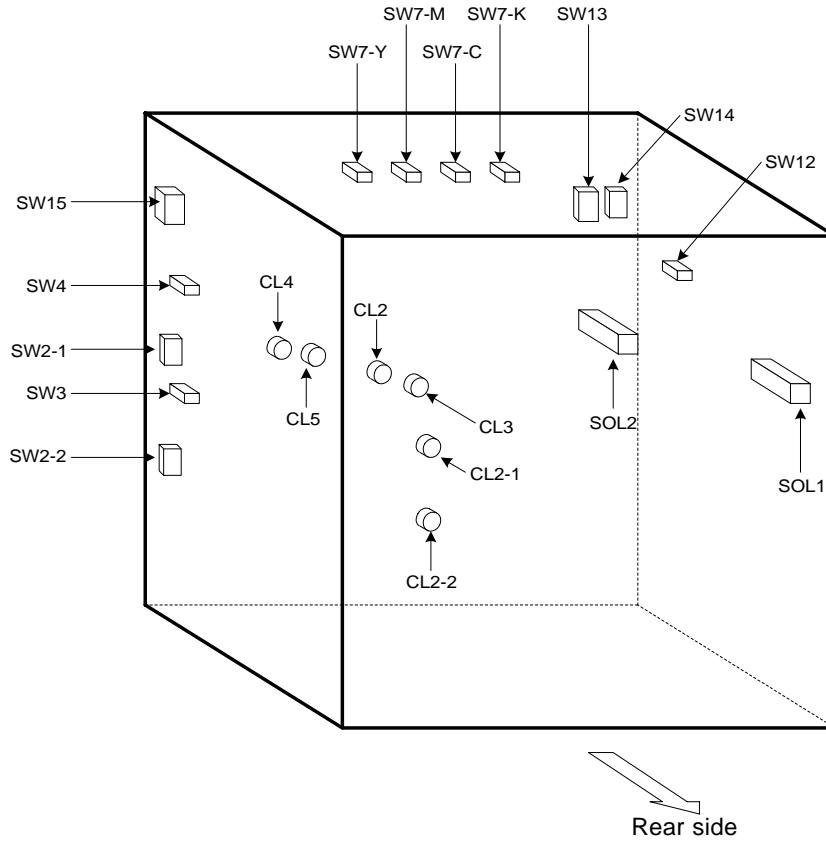 SW7-M SW7-K SW13
SW7-Y SW7-C
SW14
SW12
SW15
SW4
CL4
CL2
SW2-1
SW3
CL5
CL3
SOL2
SW2-2
CL2-1
SOL1
CL2-2
Rear side